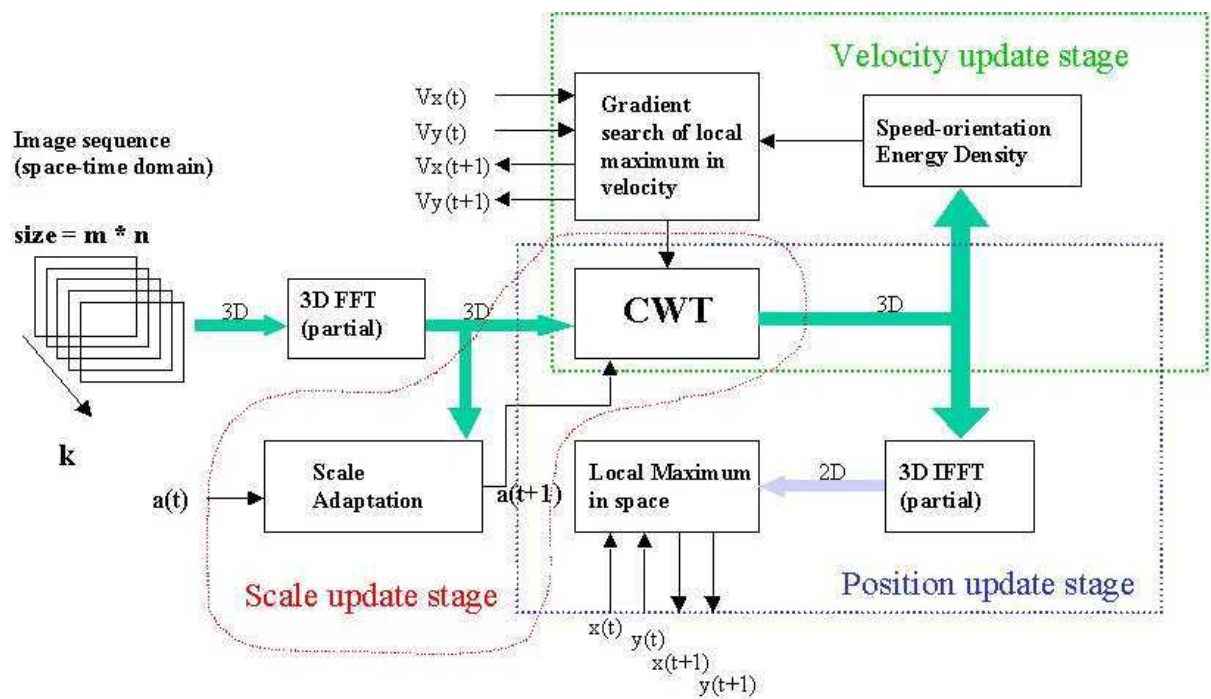 Velocity update stage
Vx(t)
Vy(t)
Vx(t+1)
Vy(t+1)
Gradient
search of local
maximum in
velocity
Speed-orientation
Energy Density
Image sequence
(space-time domain)
size = m * n
3D
3D FFT
(partial)
3D
CWT
3D
k
Scale
Adaptation
a(t)
a(t+1)
Local Maximum
in space
2D
3D IFFT
(partial)
Scale update stage
Position update stage
x(t)
y(t)
x(t+1)
y(t+1)